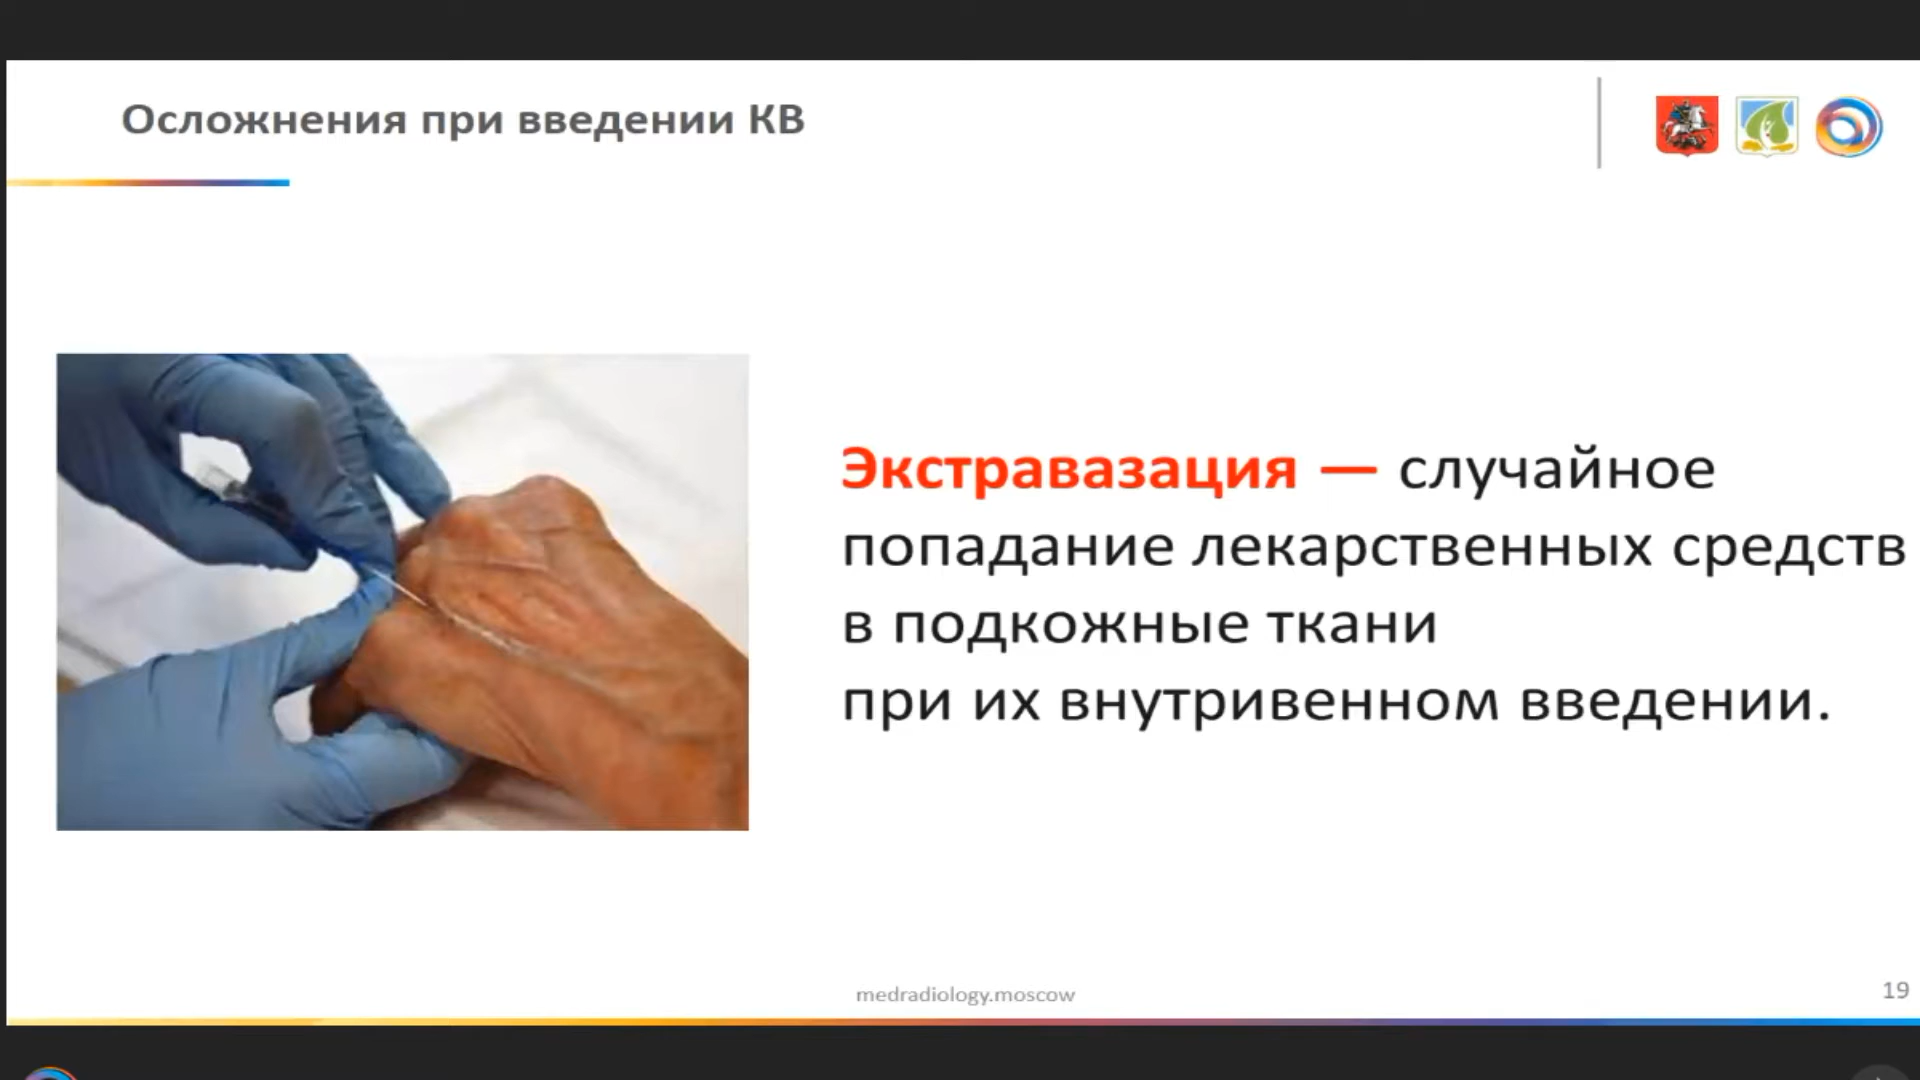 Осложнения при введении КВ
Экстравазация — случайное
попадание лекарственных средств
в подкожные ткани
при их внутривенном введении.
medradiology.moscow
19